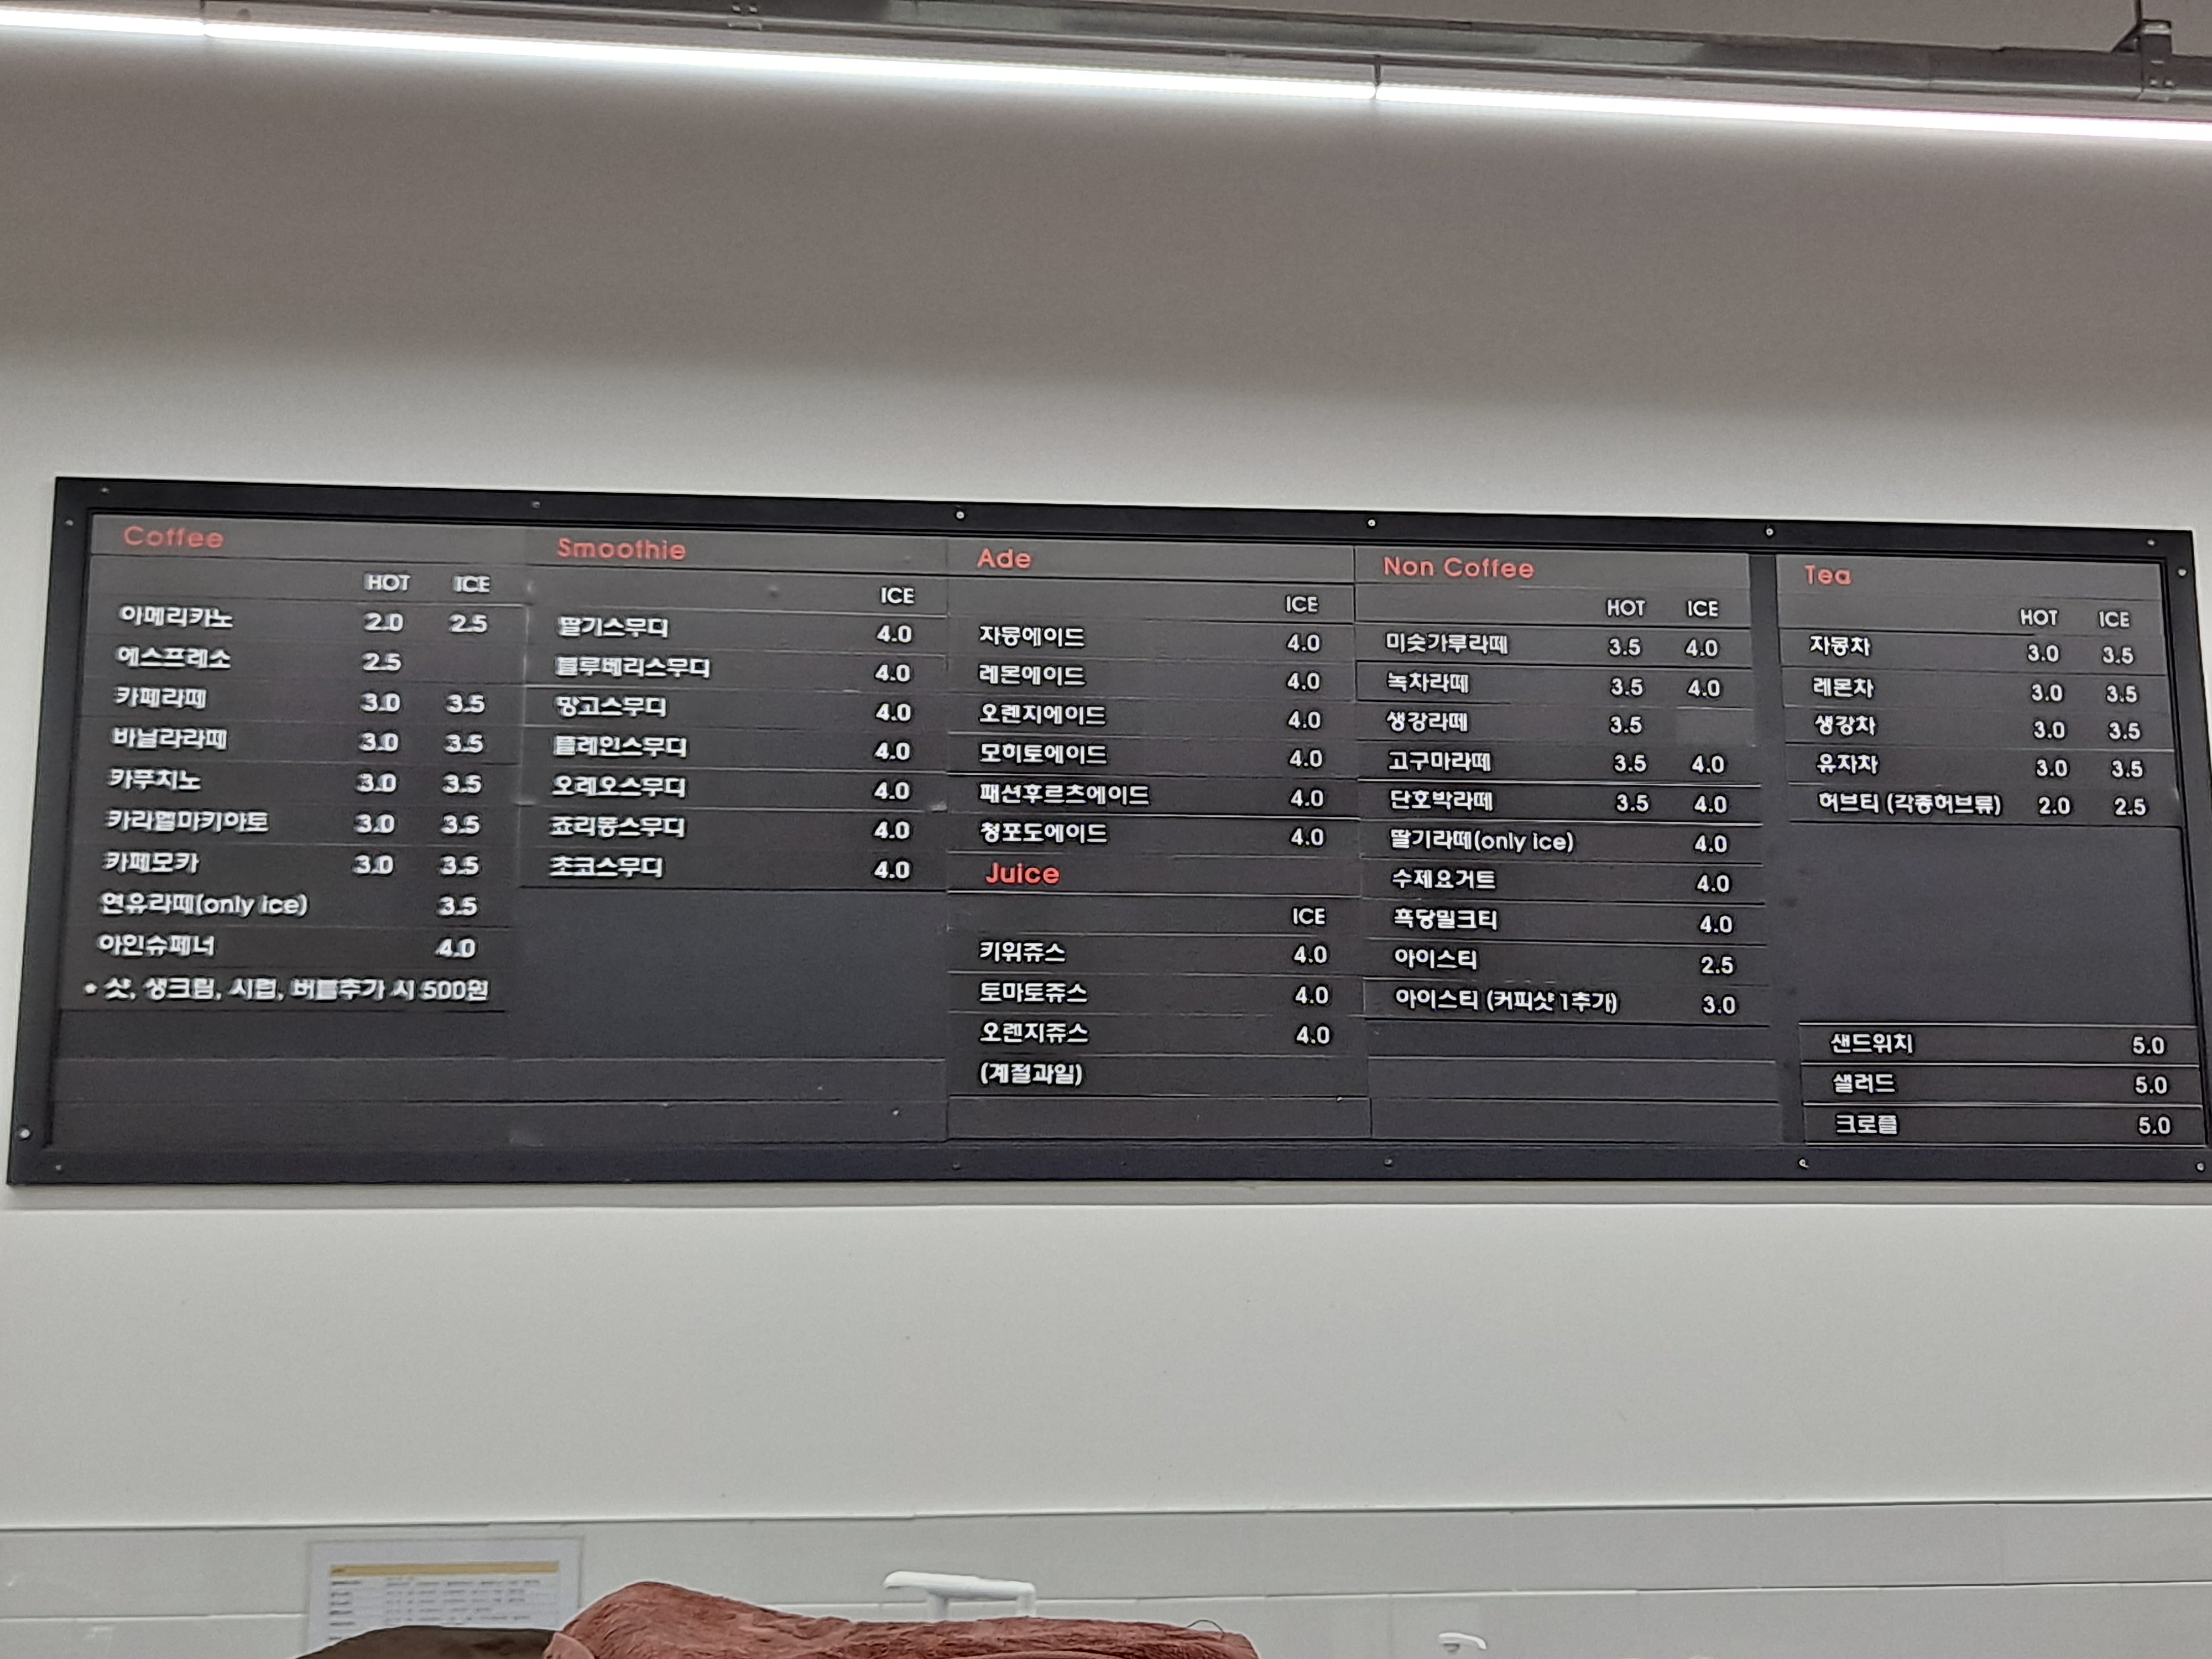 Coffee
HOT ICE
아메리카노 2.0 2.5
에스프레소 2.5
카페라떼 3.0 3.5
바닐라라떼 3.0 3.5
카푸치노 3.0 3.5
카라멜마키아토 3.0 3.5
카페모카 3.0 3.5
연유라떼(only ice) 3.5
아인슈페너 4.0
• 샷, 생크림, 시럽, 버블추가 시 500원
Smoothie
ICE
딸기스무디 4.0
블루베리스무디 4.0
망고스무디 4.0
플레인스무디 4.0
오레오스무디 4.0
죠리퐁스무디 4.0
초코스무디 4.0
Ade
ICE
자몽에이드 4.0
레몬에이드 4.0
오렌지에이드 4.0
모히토에이드 4.0
패션후르츠에이드 4.0
청포도에이드 4.0
Juice
ICE
키위쥬스 4.0
토마토쥬스 4.0
오렌지쥬스 4.0
(계절과일)
Non Coffee
HOT ICE
미숫가루라떼 3.5 4.0
녹차라떼 3.5 4.0
생강라떼 3.5
고구마라떼 3.5 4.0
단호박라떼 3.5 4.0
딸기라떼(only ice) 4.0
수제요거트 4.0
흑당밀크티 4.0
아이스티 2.5
아이스티 (커피샷 1추가) 3.0
Tea
HOT ICE
자몽차 3.0 3.5
레몬차 3.0 3.5
생강차 3.0 3.5
유자차 3.0 3.5
허브티 (각종허브류) 2.0 2.5
샌드위치 5.0
샐러드 5.0
크로플 5.0